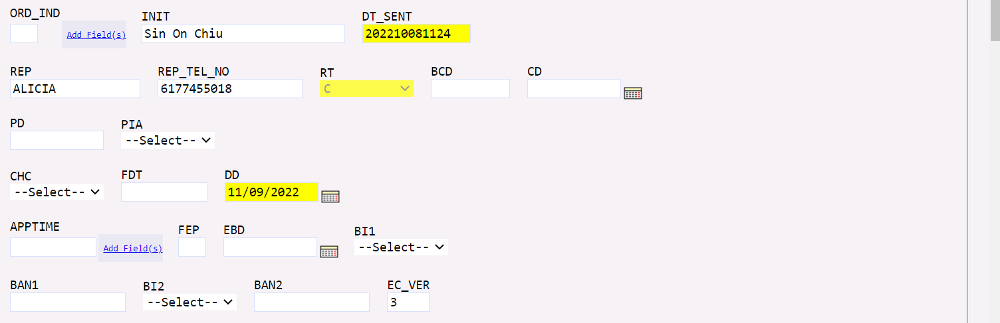 ORD_IND INIT DT_SENT
Add Field(s) Sin On Chiu 202210081124
REP REP_TEL_NO RT BCD CD
ALICIA 6177455018 C
PD PIA
--Select--
CHC FDT DD
--Select-- 11/09/2022
APPTIME FEP EBD BI1
Add Field(s) --Select--
BAN1 BI2 BAN2 EC_VER
--Select-- 3